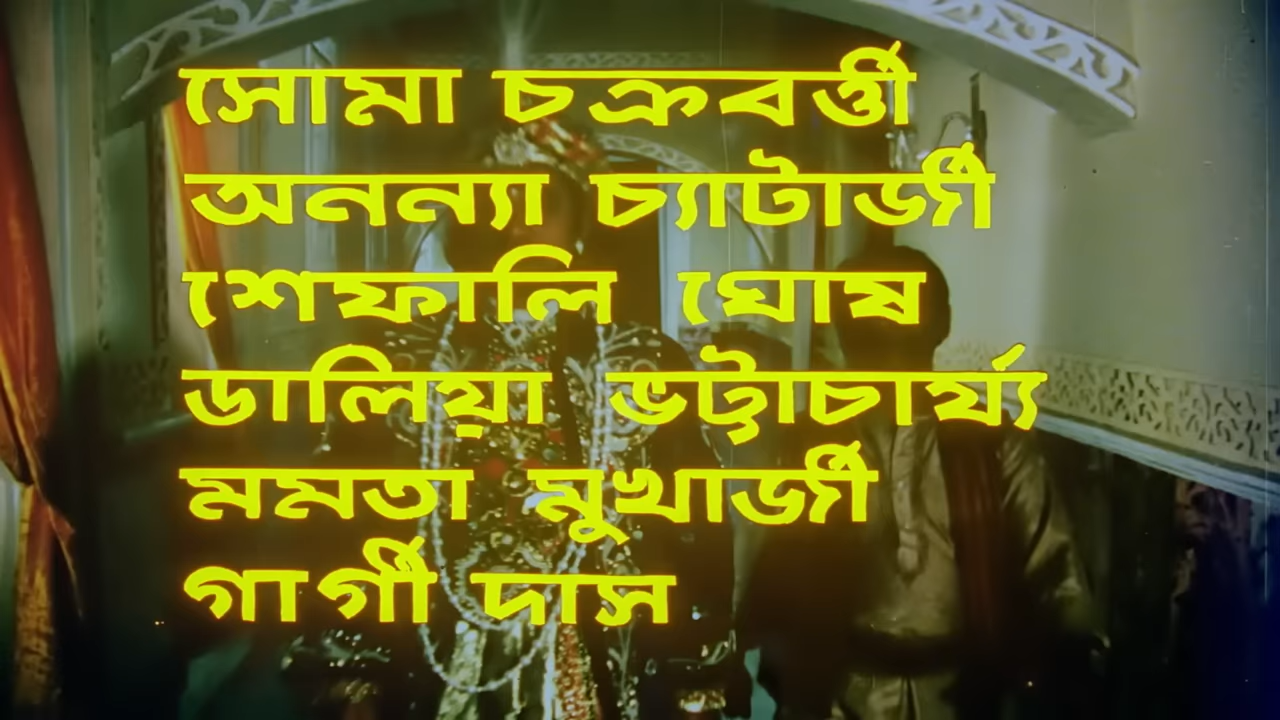 সোমা চক্রবর্ত্তী
অনন্যা চ্যাটার্জী
শেফালি ঘোষ
ডালিয়া ভট্টাচার্য্য
মমতা মুখার্জী
গার্গী দাস